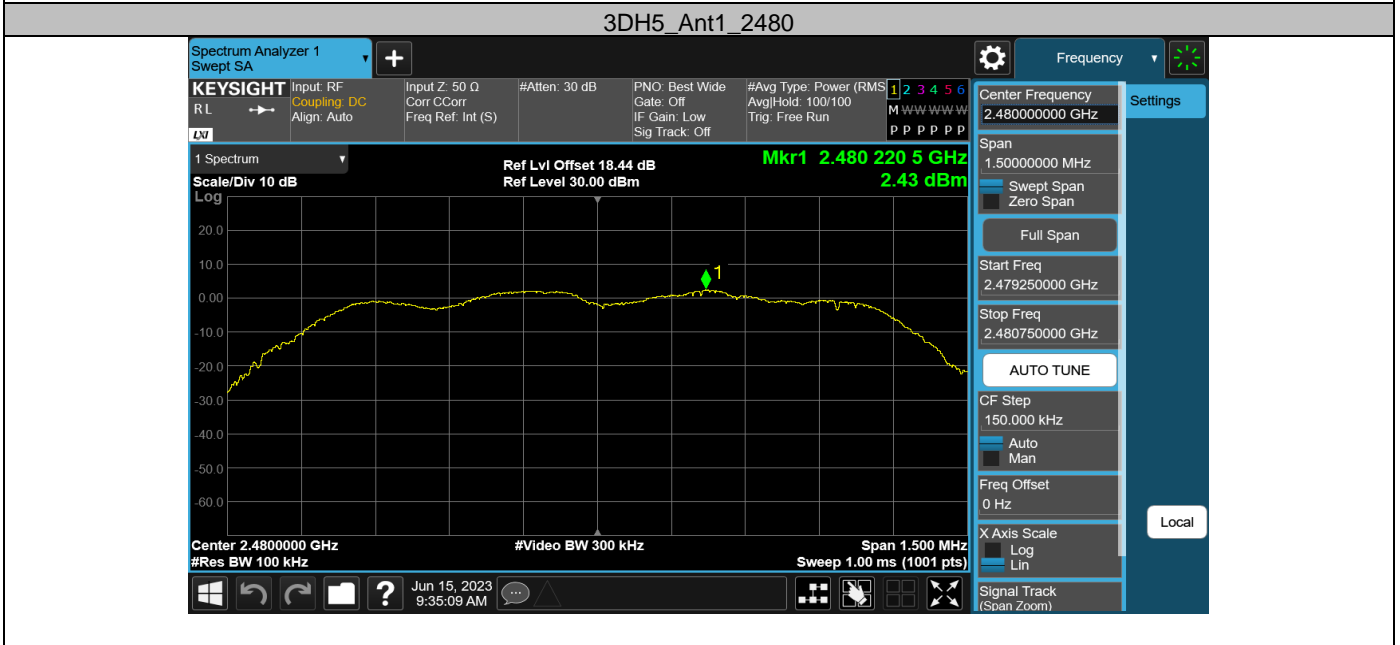 3DH5_Ant1_2480
Spectrum Analyzer 1
Swept SA
Frequency
KEYSIGHT
RL
LXI
Input: RF
Coupling: DC
Align: Auto
Input Z: 50 Ω
Corr CCorr
Freq Ref: Int (S)
#Atten: 30 dB
PNO: Best Wide
Gate: Off
IF Gain: Low
Sig Track: Off
#Avg Type: Power (RMS
Avg|Hold: 100/100
Trig: Free Run
1 2 3 4 5 6
M W W W W W
P P P P P P
1 Spectrum
Scale/Div 10 dB
Ref Lvl Offset 18.44 dB
Ref Level 30.00 dBm
Mkr1 2.480 220 5 GHz
2.43 dBm
Log
20.0
10.0
0.00
-10.0
-20.0
-30.0
-40.0
-50.0
-60.0
1
Center 2.4800000 GHz
#Res BW 100 kHz
#Video BW 300 kHz
Span 1.500 MHz
Sweep 1.00 ms (1001 pts)
Center Frequency
2.480000000 GHz
Settings
Span
1.50000000 MHz
Swept Span
Zero Span
Full Span
Start Freq
2.479250000 GHz
Stop Freq
2.480750000 GHz
AUTO TUNE
CF Step
150.000 kHz
Auto
Man
Freq Offset
0 Hz
X Axis Scale
Log
Lin
Local
Signal Track
(Span Zoom)
?
Jun 15, 2023
9:35:09 AM